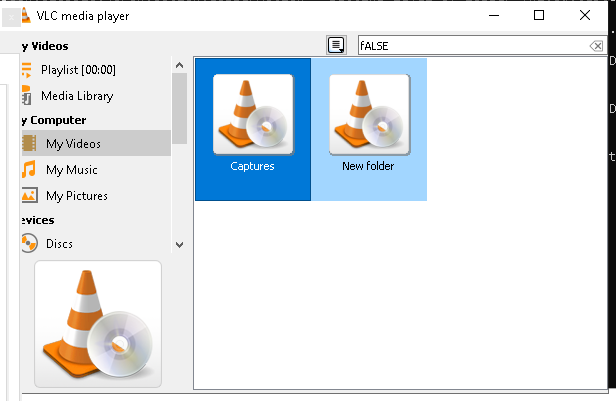 VLC media player
y Videos
fALSE
Playlist [00:00]
Media Library
y Computer
My Videos
My Music
My Pictures
evices
Discs
Captures
New folder
.
D
D
t